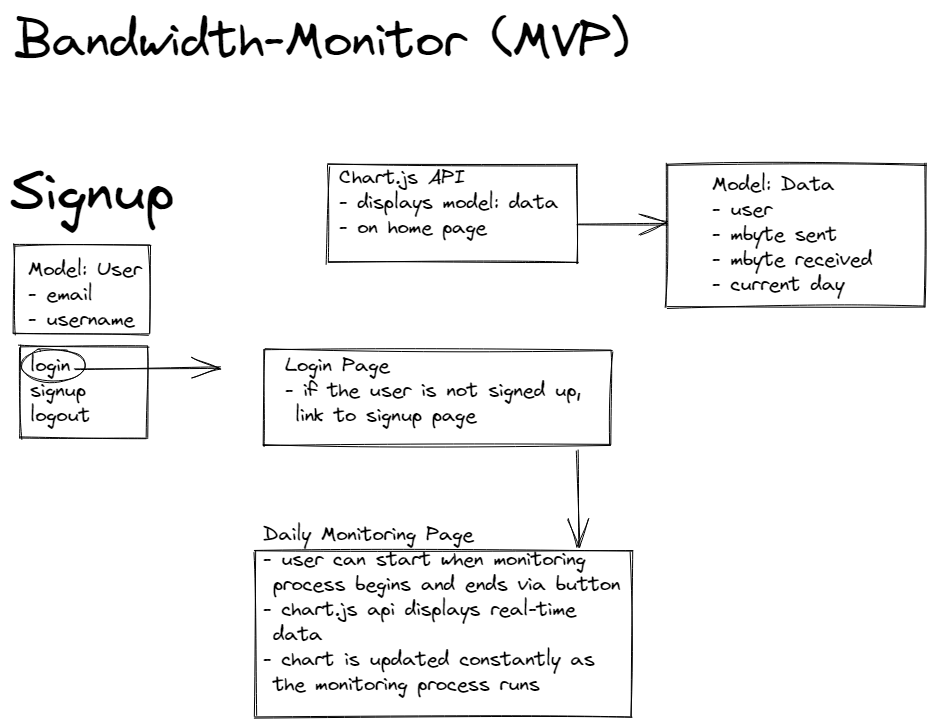 Bandwidth-Monitor (MVP)
Signup
Model: User
- email
- username
login
signup
logout
Chart.js API
- displays model: data
- on home page
Model: Data
- user
- mbyte sent
- mbyte received
- current day
Login Page
- if the user is not signed up,
link to signup page
Daily Monitoring Page
- user can start when monitoring
process begins and ends via button
- chart.js api displays real-time
data
- chart is updated constantly as
the monitoring process runs